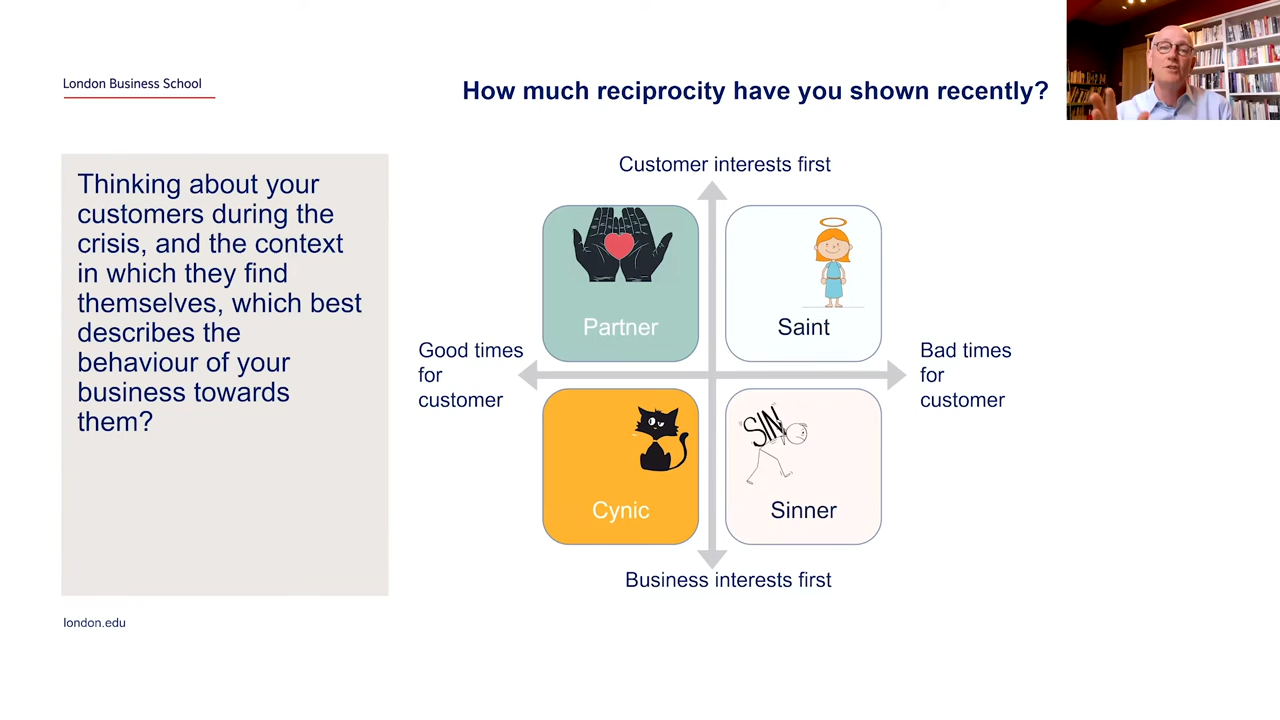 London Business School
How much reciprocity have you shown recently?
Thinking about your
customers during the
crisis, and the context
in which they find
themselves, which best
describes the
behaviour of your
business towards
them?
Customer interests first
Partner
Saint
Good times
for
customer
Bad times
for
customer
SIN
Cynic
Sinner
Business interests first
london.edu